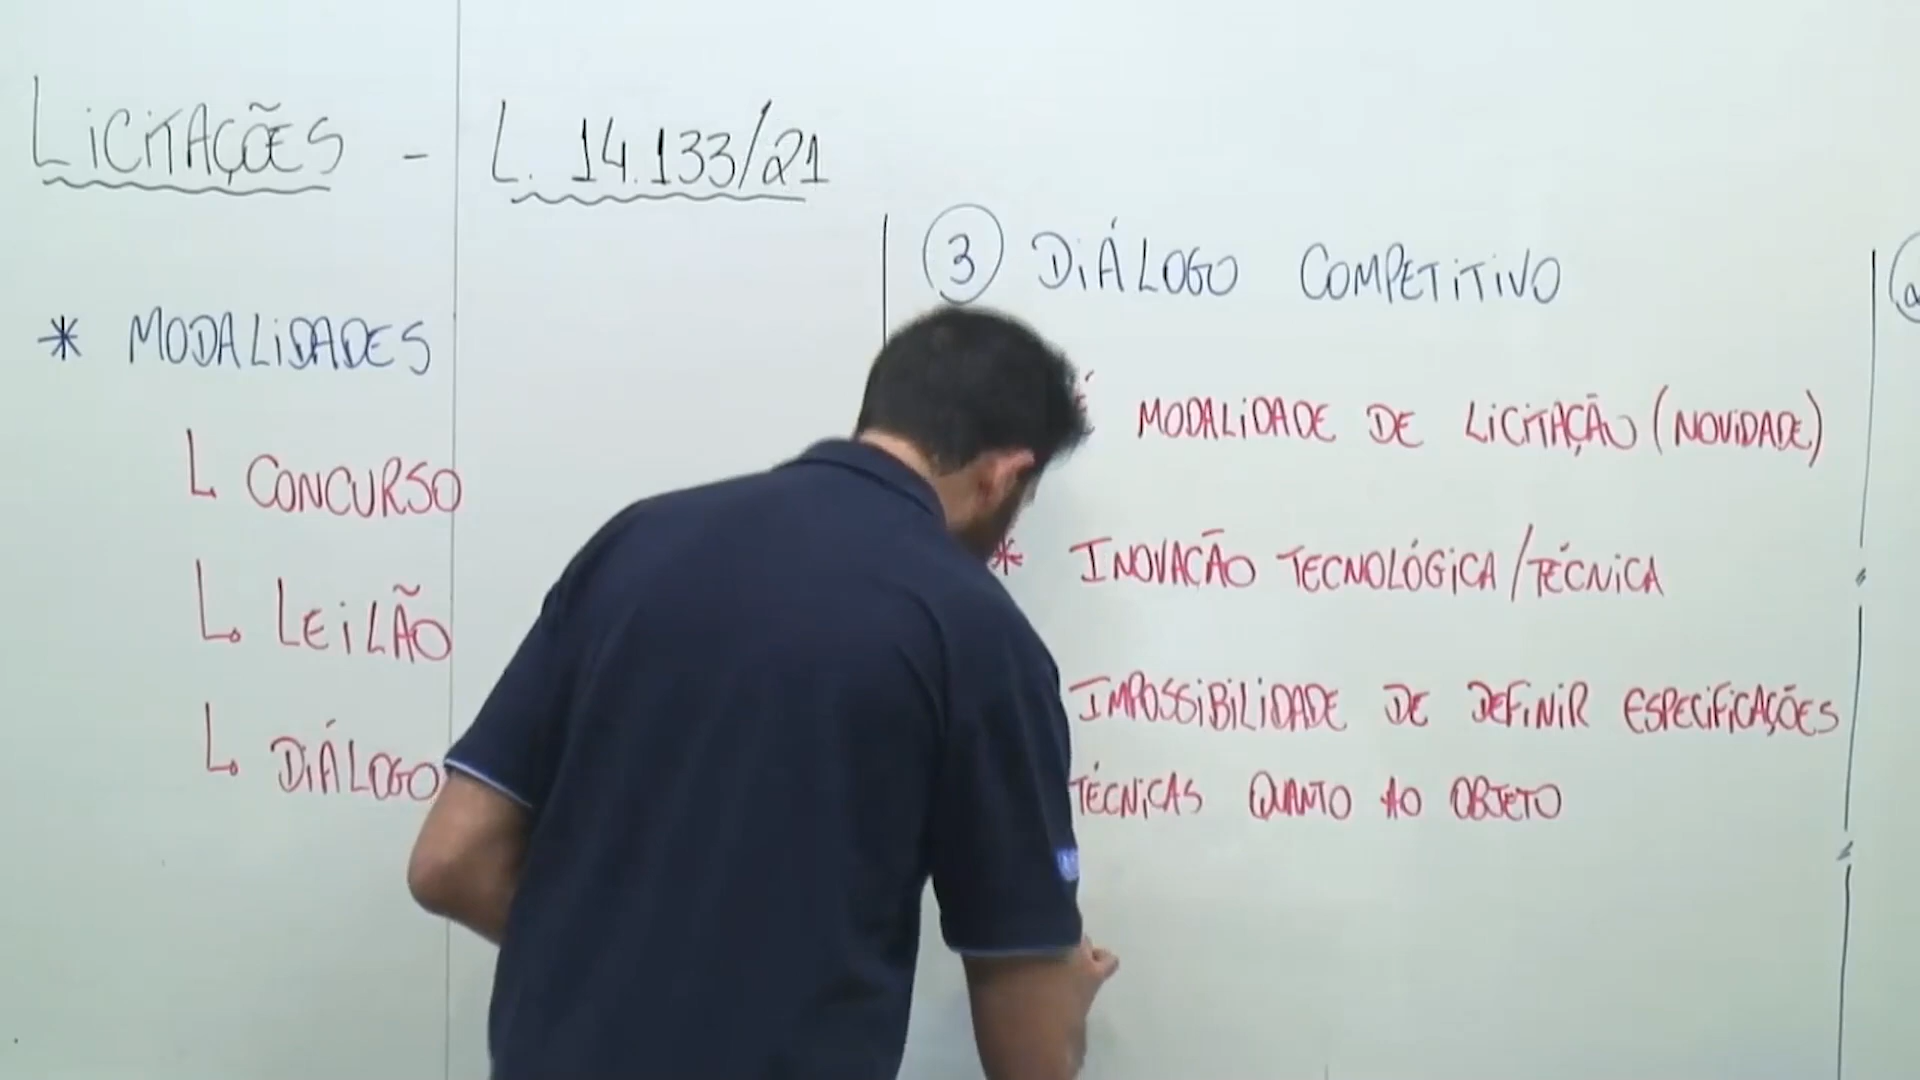 LICITAÇÕES - L. 14.133/21
* MODALIDADES
CONCURSO
LEILÃO
DIÁLOGO
3 DIÁLOGO COMPETITIVO
MODALIDADE DE LICITAÇÃO (NOVIDADE)
* INOVAÇÃO TECNOLÓGICA/TÉCNICA
IMPOSSIBILIDADE DE DEFINIR ESPECIFICAÇÕES
TÉCNICAS QUANTO AO OBJETO